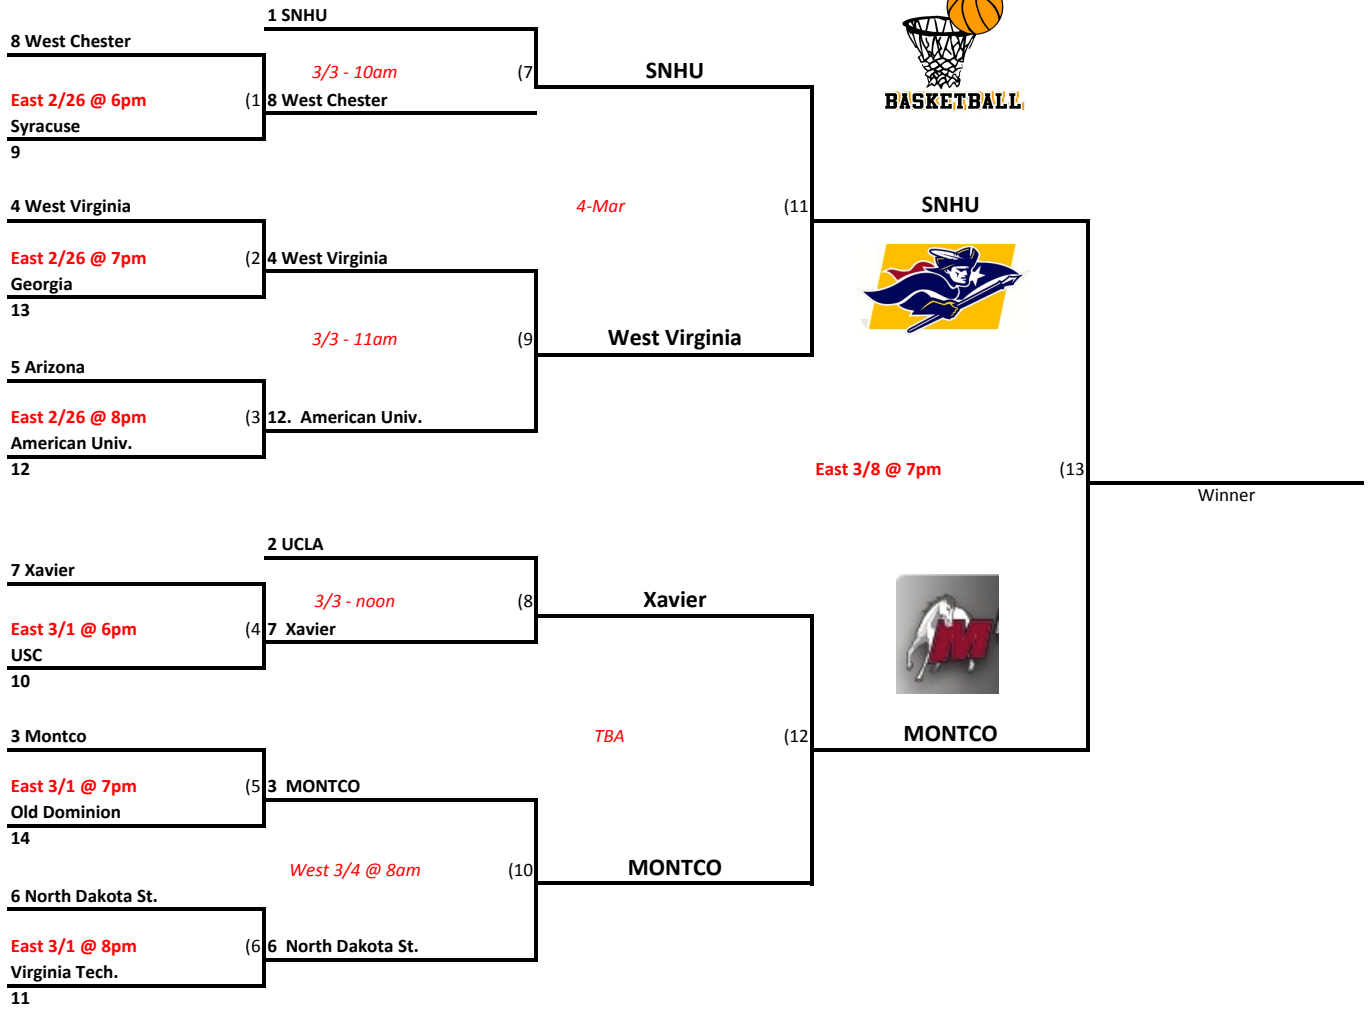 1 SNHU
8 West Chester
3/3 - 10am
(7
SNHU
East 2/26 @ 6pm
(1
8 West Chester
BASKETBALL
Syracuse
9
4 West Virginia
4-Mar
(11
SNHU
East 2/26 @ 7pm
(2
4 West Virginia
Georgia
13
3/3 - 11am
(9
West Virginia
5 Arizona
East 2/26 @ 8pm
(3
12.  American Univ.
American Univ.
12
East 3/8 @ 7pm
(13
Winner
2 UCLA
7 Xavier
3/3 - noon
(8
Xavier
East 3/1 @ 6pm
(4
7  Xavier
USC
10
M
3 Montco
TBA
(12
MONTCO
East 3/1 @ 7pm
(5
3  MONTCO
Old Dominion
14
West 3/4 @ 8am
(10
MONTCO
6 North Dakota St.
East 3/1 @ 8pm
(6
6  North Dakota St.
Virginia Tech.
11